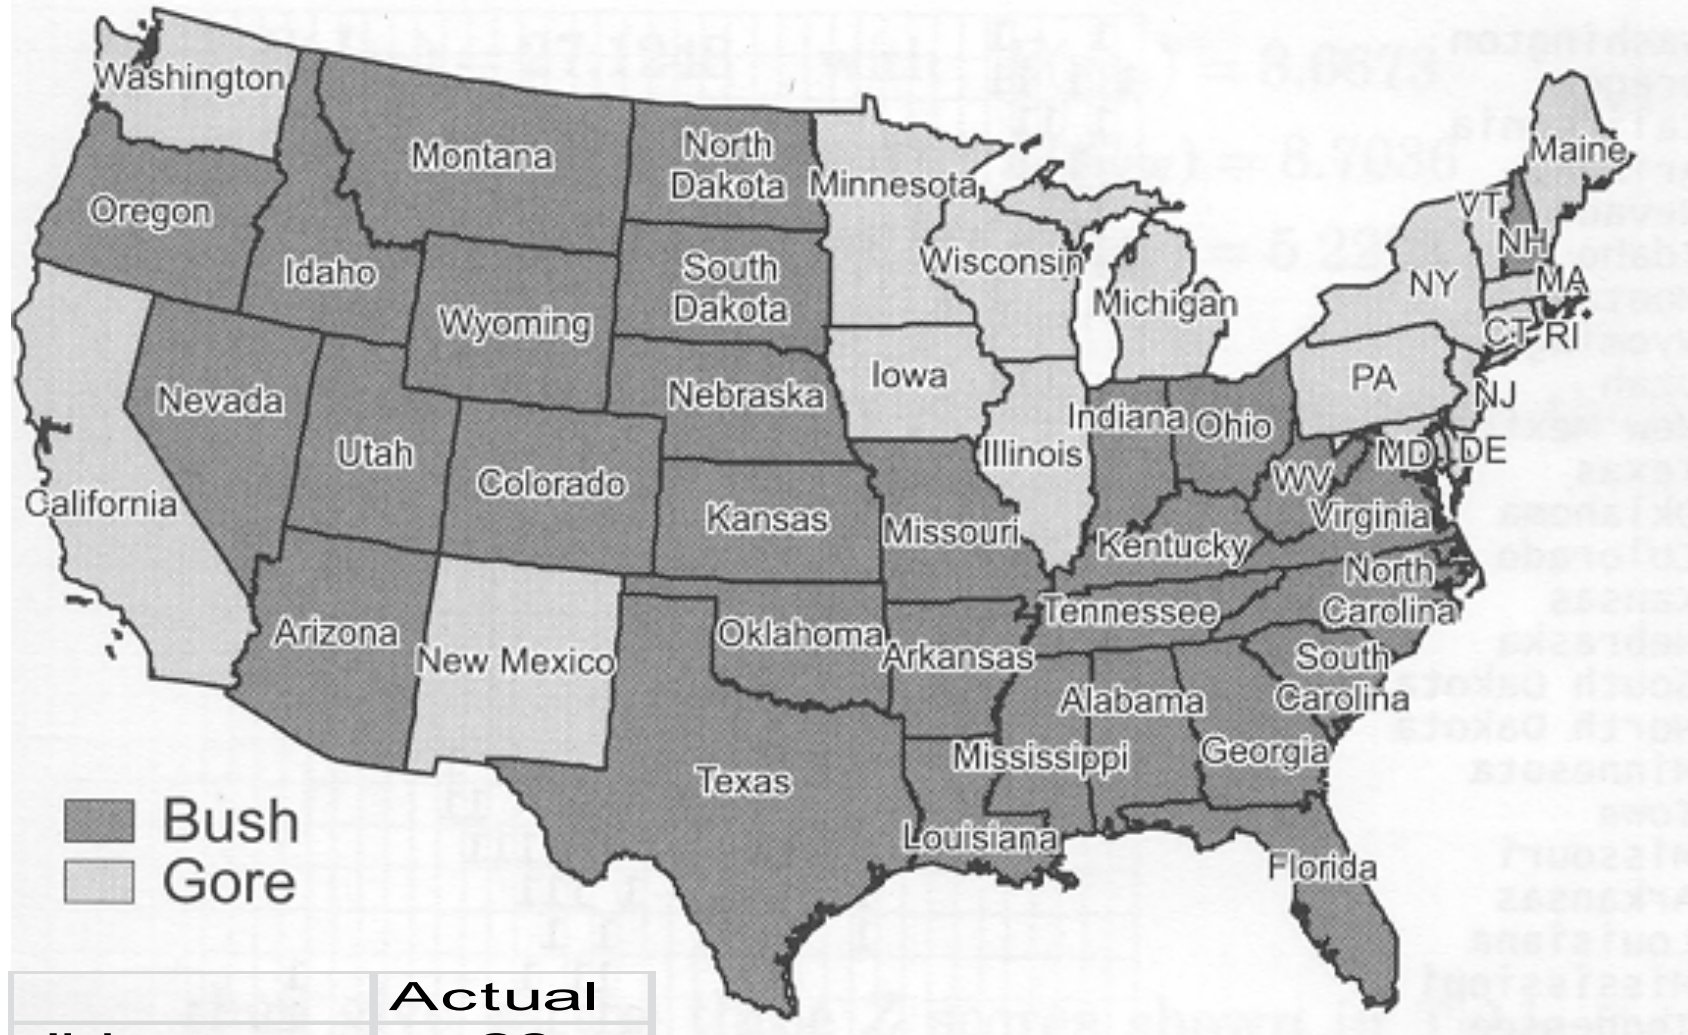 Washington
Montana
North
Dakota
Minnesota
Maine
Oregon
VT
Idaho
South
Dakota
Wisconsin
NH
NY
MA
Michigan
Wyoming
CT
RI
Nevada
Nebraska
Iowa
PA
NJ
Indiana
Ohio
Utah
Colorado
Illinois
WV
MD
DE
California
Kansas
Missouri
Kentucky
Virginia
North
Carolina
Tennessee
Arizona
New Mexico
Oklahoma
Arkansas
South
Carolina
Alabama
Texas
Mississippi
Georgia
Louisiana
Florida
Bush
Gore
Actual